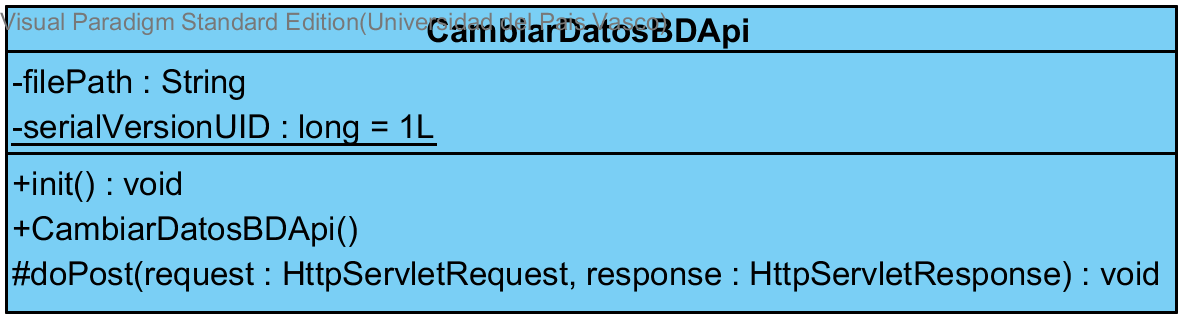 Visual Paradigm Standard Edition(Universidad del Pais Vasco)
CambiarDatosBDApi
-filePath : String
-serialVersionUID : long = 1L
+init() : void
+CambiarDatosBDApi()
#doPost(request : HttpServletRequest, response : HttpServletResponse) : void